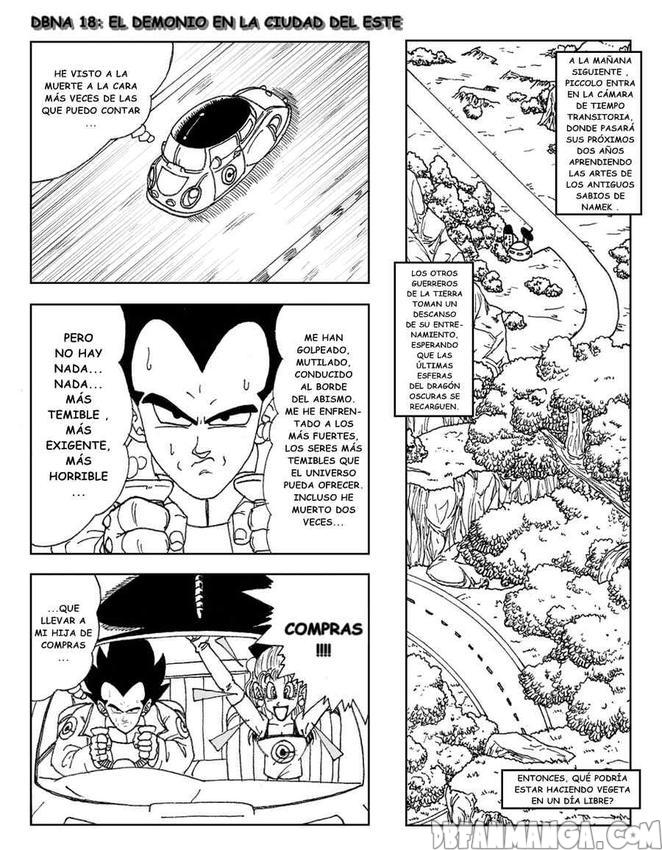 DBNA 18: EL DEMONIO EN LA CIUDAD DEL ESTE
A LA MAÑANA
SIGUIENTE ,
PICCOLO ENTRA
EN LA CÁMARA
DE TIEMPO
TRANSITORIA,
DONDE PASARÁ
SUS PRÓXIMOS
DOS AÑOS
APRENDIENDO
LAS ARTES DE
LOS ANTIGUOS
SABIOS DE
NAMEK .
LOS OTROS
GUERREROS
DE LA TIERRA
TOMAN UN
DESCANSO
DE SU ENTRE-
NAMIENTO,
ESPERANDO
QUE LAS
ÚLTIMAS
ESFERAS
DEL DRAGÓN
OSCURAS SE
RECARGUEN.
ENTONCES, QUÉ PODRÍA
ESTAR HACIENDO VEGETA
EN UN DÍA LIBRE?
HE VISTO A LA
MUERTE A LA CARA
MÁS VECES DE LAS
QUE PUEDO CONTAR
...
ME HAN
GOLPEADO,
MUTILADO,
CONDUCIDO
AL BORDE
DEL ABISMO.
ME HE ENFREN-
TADO A LOS
MÁS FUERTES,
LOS SERES MÁS
TEMIBLES QUE
EL UNIVERSO
PUEDA OFRECER.
INCLUSO HE
MUERTO DOS
VECES...
PERO
NO HAY
NADA...
NADA...
MÁS
TEMIBLE ,
MÁS
EXIGENTE,
MÁS
HORRIBLE
...
...QUE
LLEVAR A
MI HIJA DE
COMPRAS
...
COMPRAS
!!!!
DBFANMANGA.COM